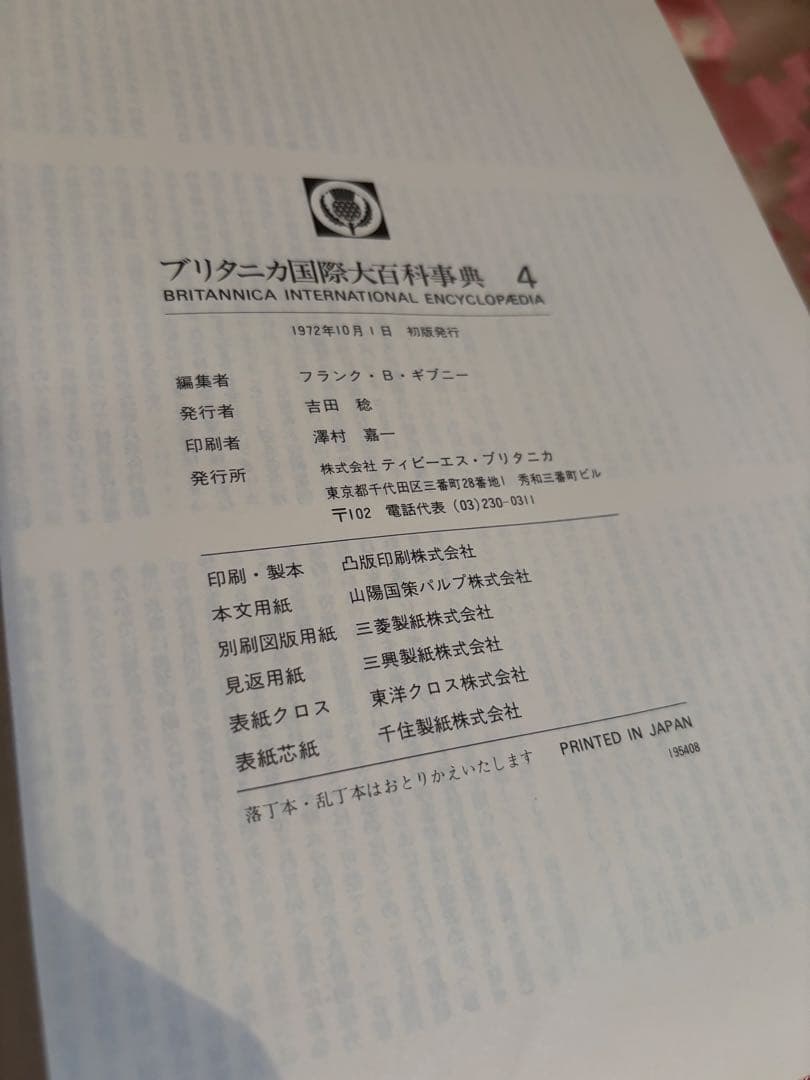 ブリタニカ国際大百科事典 4
BRITANNICA INTERNATIONAL ENCYCLOPÆDIA
1972年10月1日 初版発行
編集者 フランク・B・ギブニー
発行者 吉田 稔
印刷者 澤村 嘉一
発行所 株式会社 ティビーエス・ブリタニカ
東京都千代田区三番町28番地1 秀和三番町ビル
〒102 電話代表 (03)230-0311
印刷・製本 凸版印刷株式会社
本文用紙 山陽国策パルプ株式会社
別刷図版用紙 三菱製紙株式会社
見返用紙 三興製紙株式会社
表紙クロス 東洋クロス株式会社
表紙芯紙 千住製紙株式会社
落丁本・乱丁本はおとりかえいたします PRINTED IN JAPAN
195408